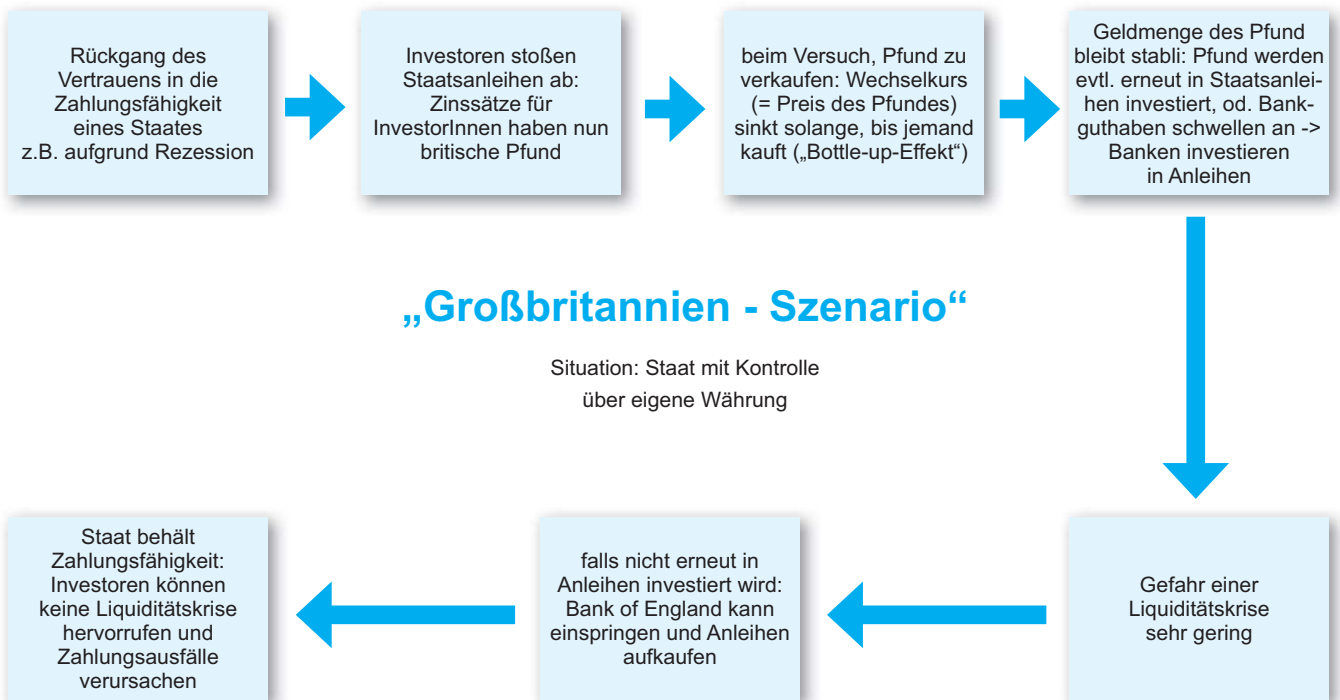 Rückgang des
Vertrauens in die
Zahlungsfähigkeit
eines Staates
z.B. aufgrund Rezession
Investoren stoßen
Staatsanleihen ab:
Zinssätze für
InvestorInnen haben nun
britische Pfund
beim Versuch, Pfund zu
verkaufen: Wechselkurs
(= Preis des Pfundes)
sinkt solange, bis jemand
kauft („Bottle-up-Effekt“)
Geldmenge des Pfund
bleibt stabli: Pfund werden
evtl. erneut in Staatsanlei-
hen investiert, od. Bank-
guthaben schwellen an ->
Banken investieren
in Anleihen
„Großbritannien - Szenario“
Situation: Staat mit Kontrolle
über eigene Währung
Gefahr einer
Liquiditätskrise
sehr gering
falls nicht erneut in
Anleihen investiert wird:
Bank of England kann
einspringen und Anleihen
aufkaufen
Staat behält
Zahlungsfähigkeit:
Investoren können
keine Liquiditätskrise
hervorrufen und
Zahlungsausfälle
verursachen